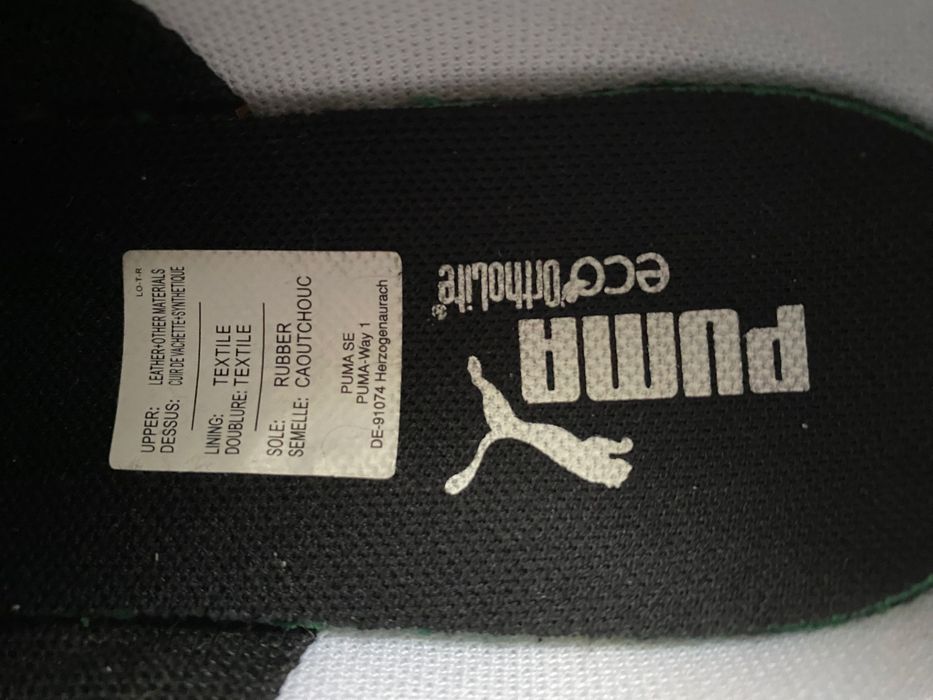 LO-T-R
UPPER: LEATHER+OTHER MATERIALS
DESSUS: CUIR DE VACHETTE+SYNTHETIQUE
LINING: TEXTILE
DOUBLURE: TEXTILE
SOLE: RUBBER
SEMELLE: CAOUTCHOUC
PUMA SE
PUMA-Way 1
DE-91074 Herzogenaurach
PUMA
eco OrthoLite®